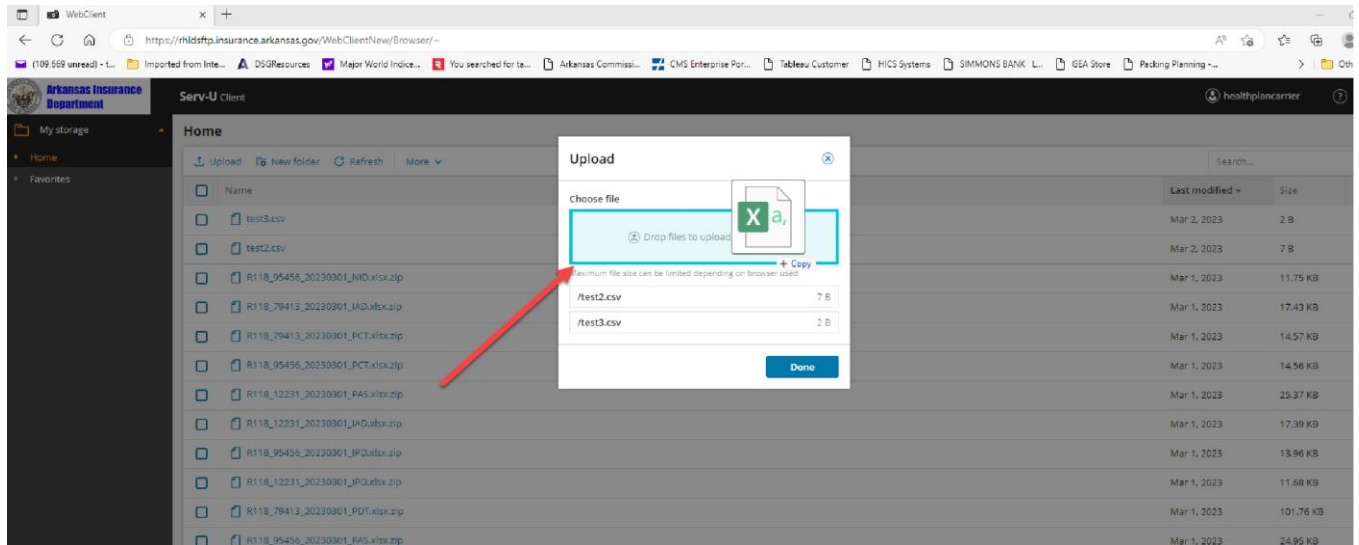 WebClient
https://rhldsftp.insurance.arkansas.gov/WebClientNew/Browser/~
(109,669 unread) - t... Imported from Inte... DSGResources Major World Indice... You searched for ta... Arkansas Commissi... CMS Enterprise Por... Tableau Customer HICS Systems SIMMONS BANK L... GEA Store Packing Planning -... Oth
Arkansas Insurance
Department
Serv-U Client
healthplancarrier
My storage
Home
Home
Favorites
Upload New folder Refresh More
Search...
Name Last modified Size
test3.csv Mar 2, 2023 2 B
test2.csv Mar 2, 2023 7 B
R118_95456_20230301_NID.xlsx.zip Mar 1, 2023 11.75 KB
R118_79413_20230301_IAD.xlsx.zip Mar 1, 2023 17.43 KB
R118_79413_20230301_PCT.xlsx.zip Mar 1, 2023 14.57 KB
R118_95456_20230301_PCT.xlsx.zip Mar 1, 2023 14.56 KB
R118_12231_20230301_PAS.xlsx.zip Mar 1, 2023 25.37 KB
R118_12231_20230301_IAD.xlsx.zip Mar 1, 2023 17.39 KB
R118_95456_20230301_IPD.xlsx.zip Mar 1, 2023 13.96 KB
R118_12231_20230301_IPD.xlsx.zip Mar 1, 2023 11.68 KB
R118_79413_20230301_PDT.xlsx.zip Mar 1, 2023 101.76 KB
R118_95456_20230301_PAS.xlsx.zip Mar 1, 2023 24.95 KB
Upload
Choose file
X a,
Drop files to upload
+ Copy
Maximum file size can be limited depending on browser used.
/test2.csv 7 B
/test3.csv 2 B
Done